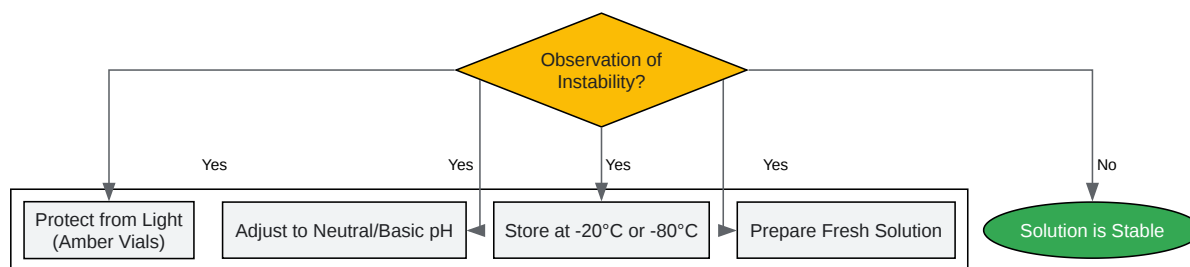 Observation of
Instability?
Yes
Yes
Yes
Yes
No
Protect from Light
(Amber Vials)
Adjust to Neutral/Basic pH
Store at -20°C or -80°C
Prepare Fresh Solution
Solution is Stable